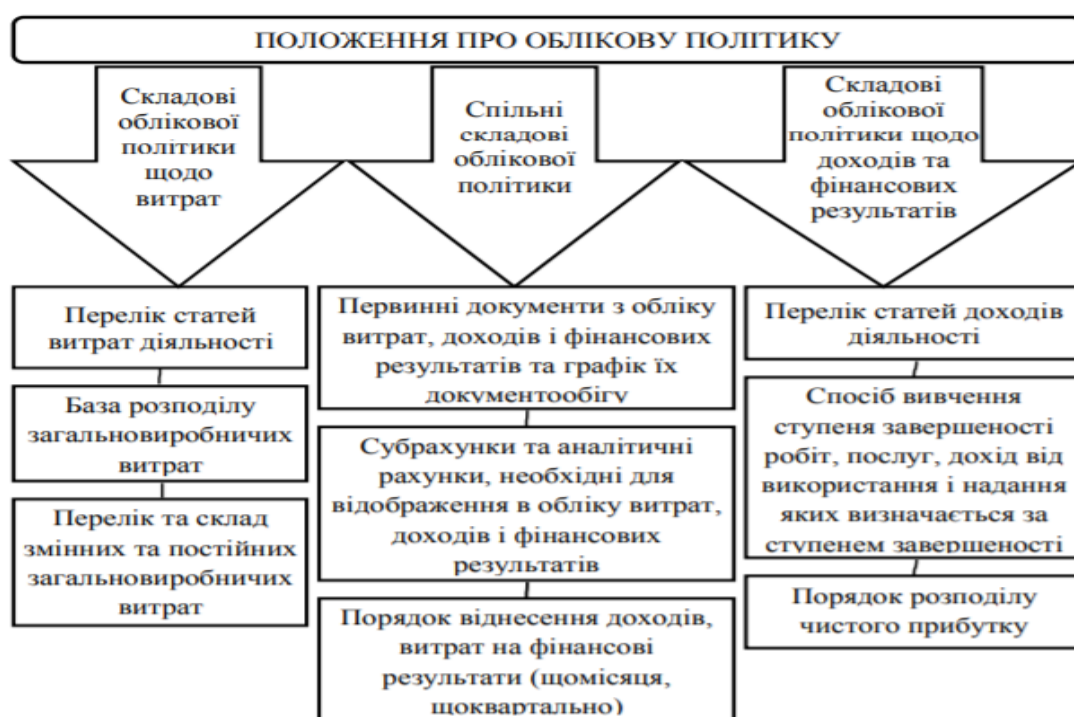 ПОЛОЖЕННЯ ПРО ОБЛІКОВУ ПОЛІТИКУ
Складові
облікової
політики
щодо
витрат
Спільні
складові
облікової
політики
Складові
облікової
політики щодо
доходів та
фінансових
результатів
Перелік статей
витрат діяльності
База розподілу
загальновиробничих
витрат
Перелік та склад
змінних та постійних
загальновиробничих
витрат
Первинні документи з обліку
витрат, доходів і фінансових
результатів та графік їх
документообігу
Субрахунки та аналітичні
рахунки, необхідні для
відображення в обліку витрат,
доходів і фінансових
результатів
Порядок віднесення доходів,
витрат на фінансові
результати (щомісяця,
щоквартально)
Перелік статей доходів
діяльності
Спосіб вивчення
ступеня завершеності
робіт, послуг, дохід від
використання і надання
яких визначається за
ступенем завершеності
Порядок розподілу
чистого прибутку